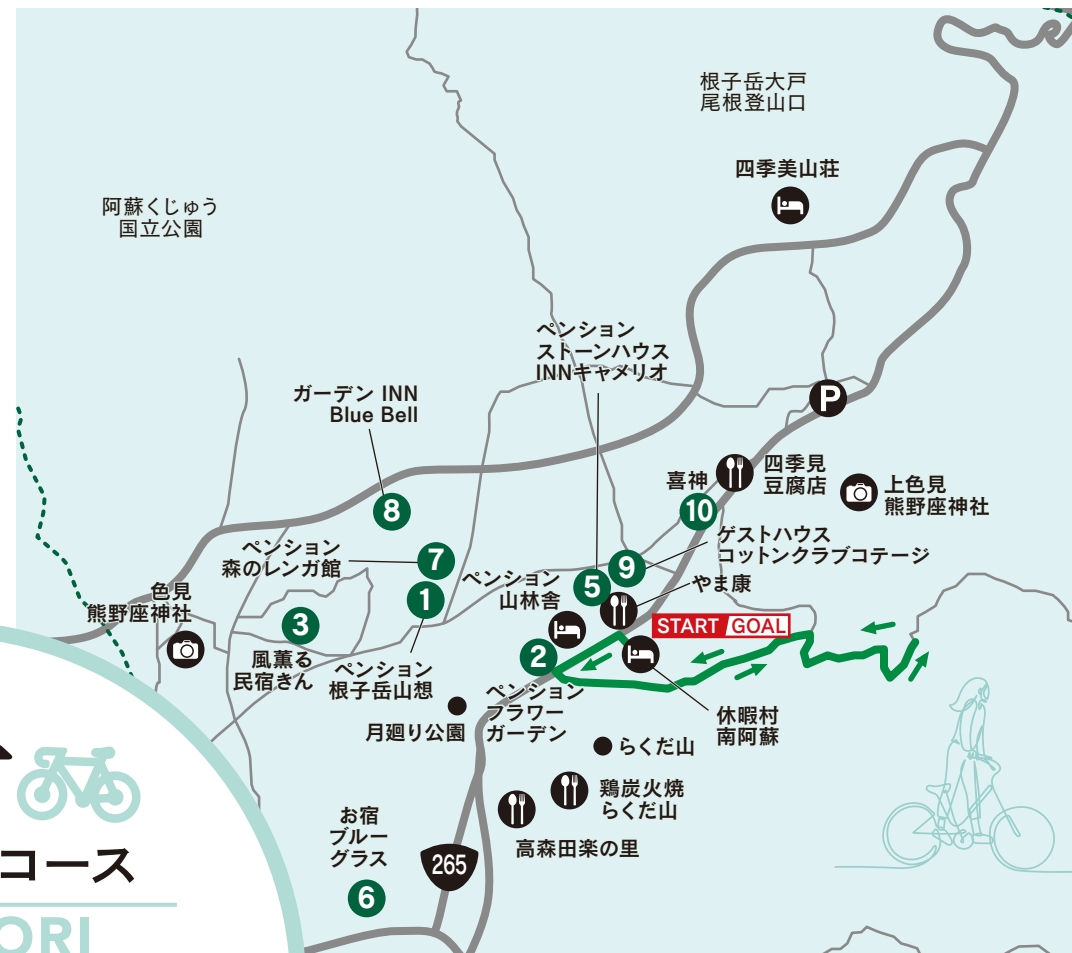 根子岳大戸
尾根登山口
四季美山荘
阿蘇くじゅう
国立公園
ペンション
ストーンハウス
INNキャメリオ
ガーデン INN
Blue Bell
P
喜神
四季見
豆腐店
上色見
熊野座神社
8
10
ゲストハウス
コットンクラブコテージ
ペンション
森のレンガ館
7
9
ペンション
山林舎
5
やま康
色見
熊野座神社
1
3
START/GOAL
風薫る
民宿きん
ペンション
根子岳山想
2
ペンション
フラワー
ガーデン
月廻り公園
休暇村
南阿蘇
らくだ山
鶏炭火焼
らくだ山
お宿
ブルー
グラス
高森田楽の里
265
6
コース
ORI